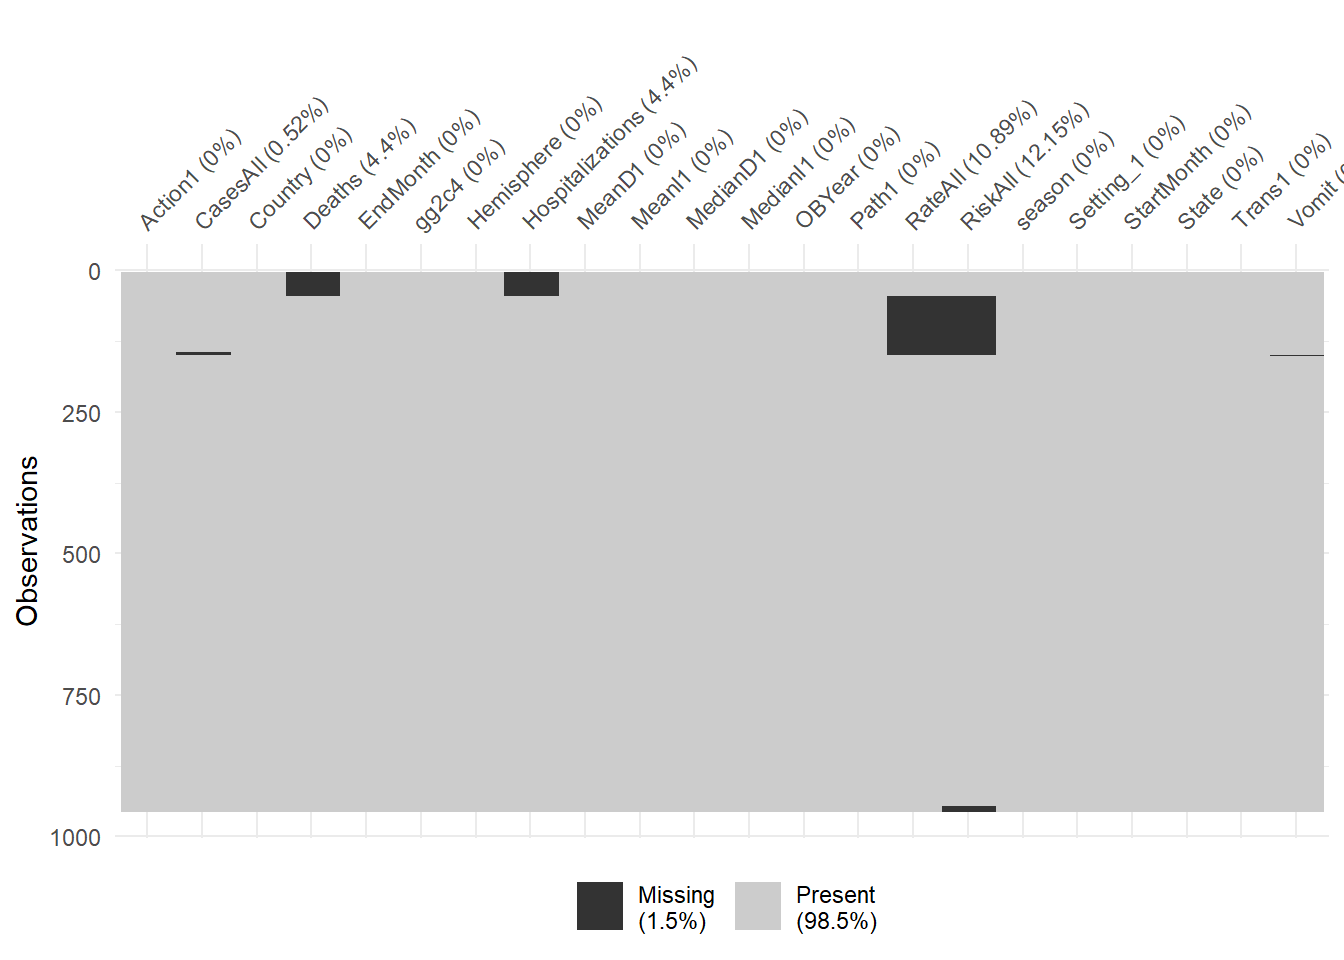 Action1 (0%)
CasesAll (0.52%)
Country (0%)
Deaths (4.4%)
EndMonth (0%)
gg2c4 (0%)
Hemisphere (0%)
Hospitalizations (4.4%)
MeanD1 (0%)
MeanI1 (0%)
MedianD1 (0%)
MedianI1 (0%)
OBYear (0%)
Path1 (0%)
RateAll (10.89%)
RiskAll (12.15%)
season (0%)
Setting_1 (0%)
StartMonth (0%)
State (0%)
Trans1 (0%)
Vomit
0
250
500
750
1000
Observations
Missing
(1.5%)
Present
(98.5%)